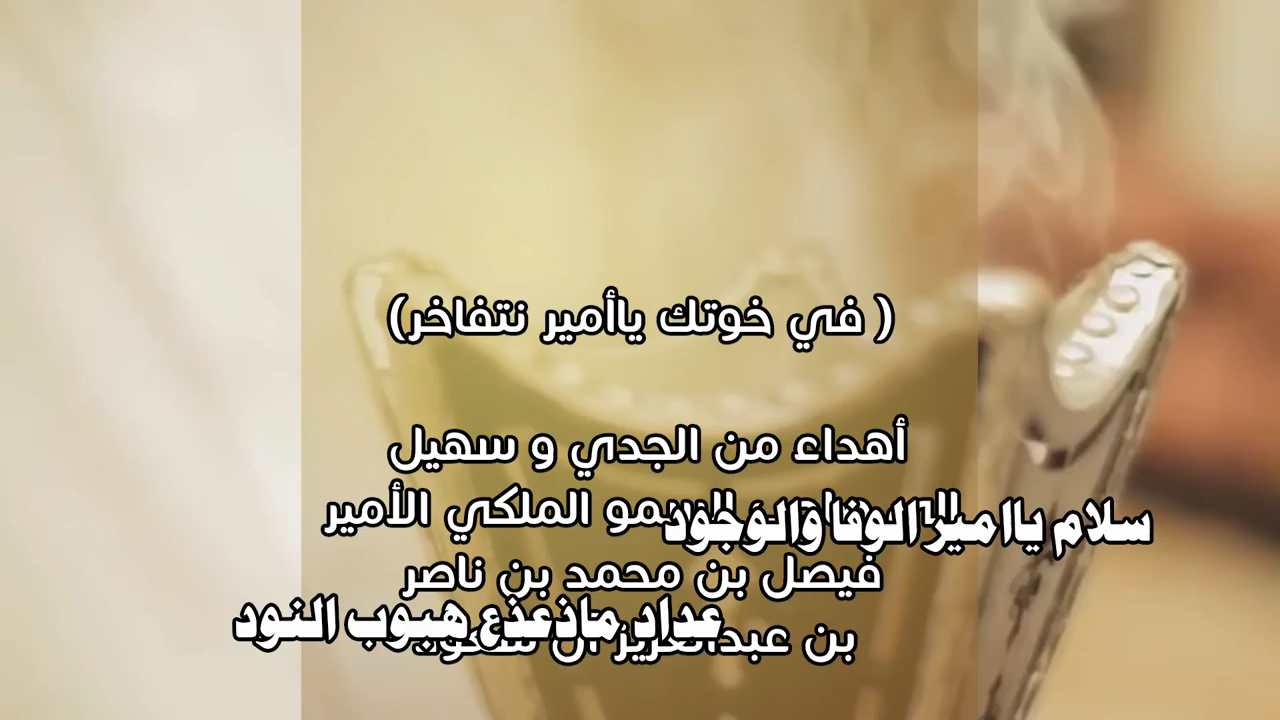 ( في خوتك ياأمير نتفاخر)
أهداء من الجدي و سهيل
الملكي الأمير
سلام ياامير الوفا والوجود
فيصل بن محمد بن ناصر
عداد ماذعذع هبوب النود
بن